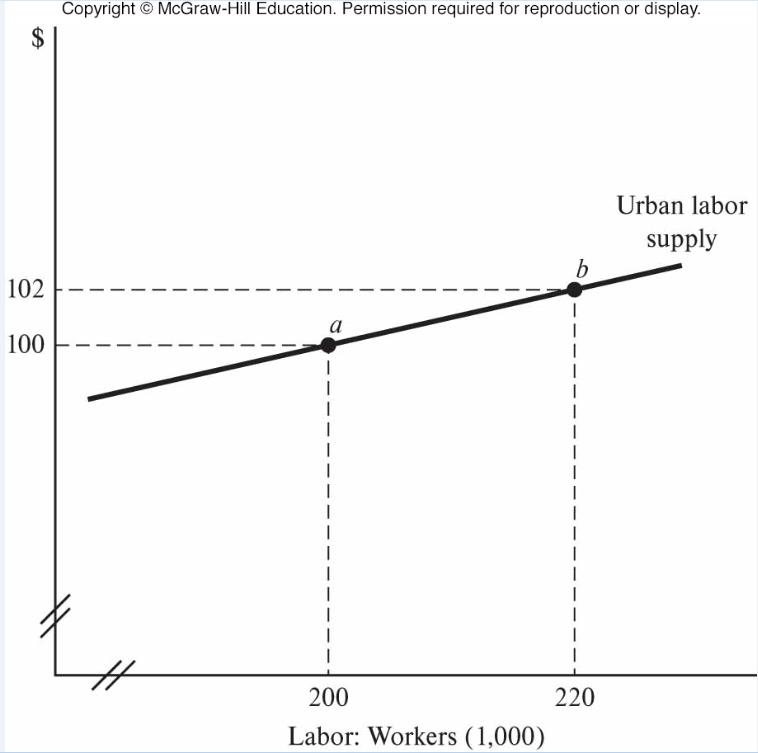 Copyright © McGraw-Hill Education. Permission required for reproduction or display.
$
Urban labor
supply
b
102
a
100
200
220
Labor: Workers (1,000)